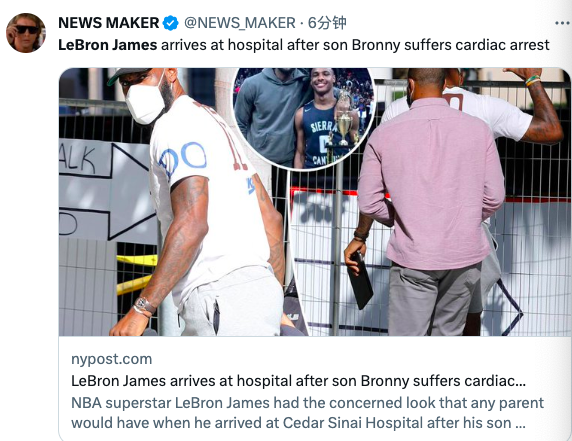 NEWS MAKER @NEWS_MAKER · 6分钟
LeBron James arrives at hospital after son Bronny suffers cardiac arrest
ALK
SIERRA
CANYON
nypost.com
LeBron James arrives at hospital after son Bronny suffers cardiac...
NBA superstar LeBron James had the concerned look that any parent
would have when he arrived at Cedar Sinai Hospital after his son ...